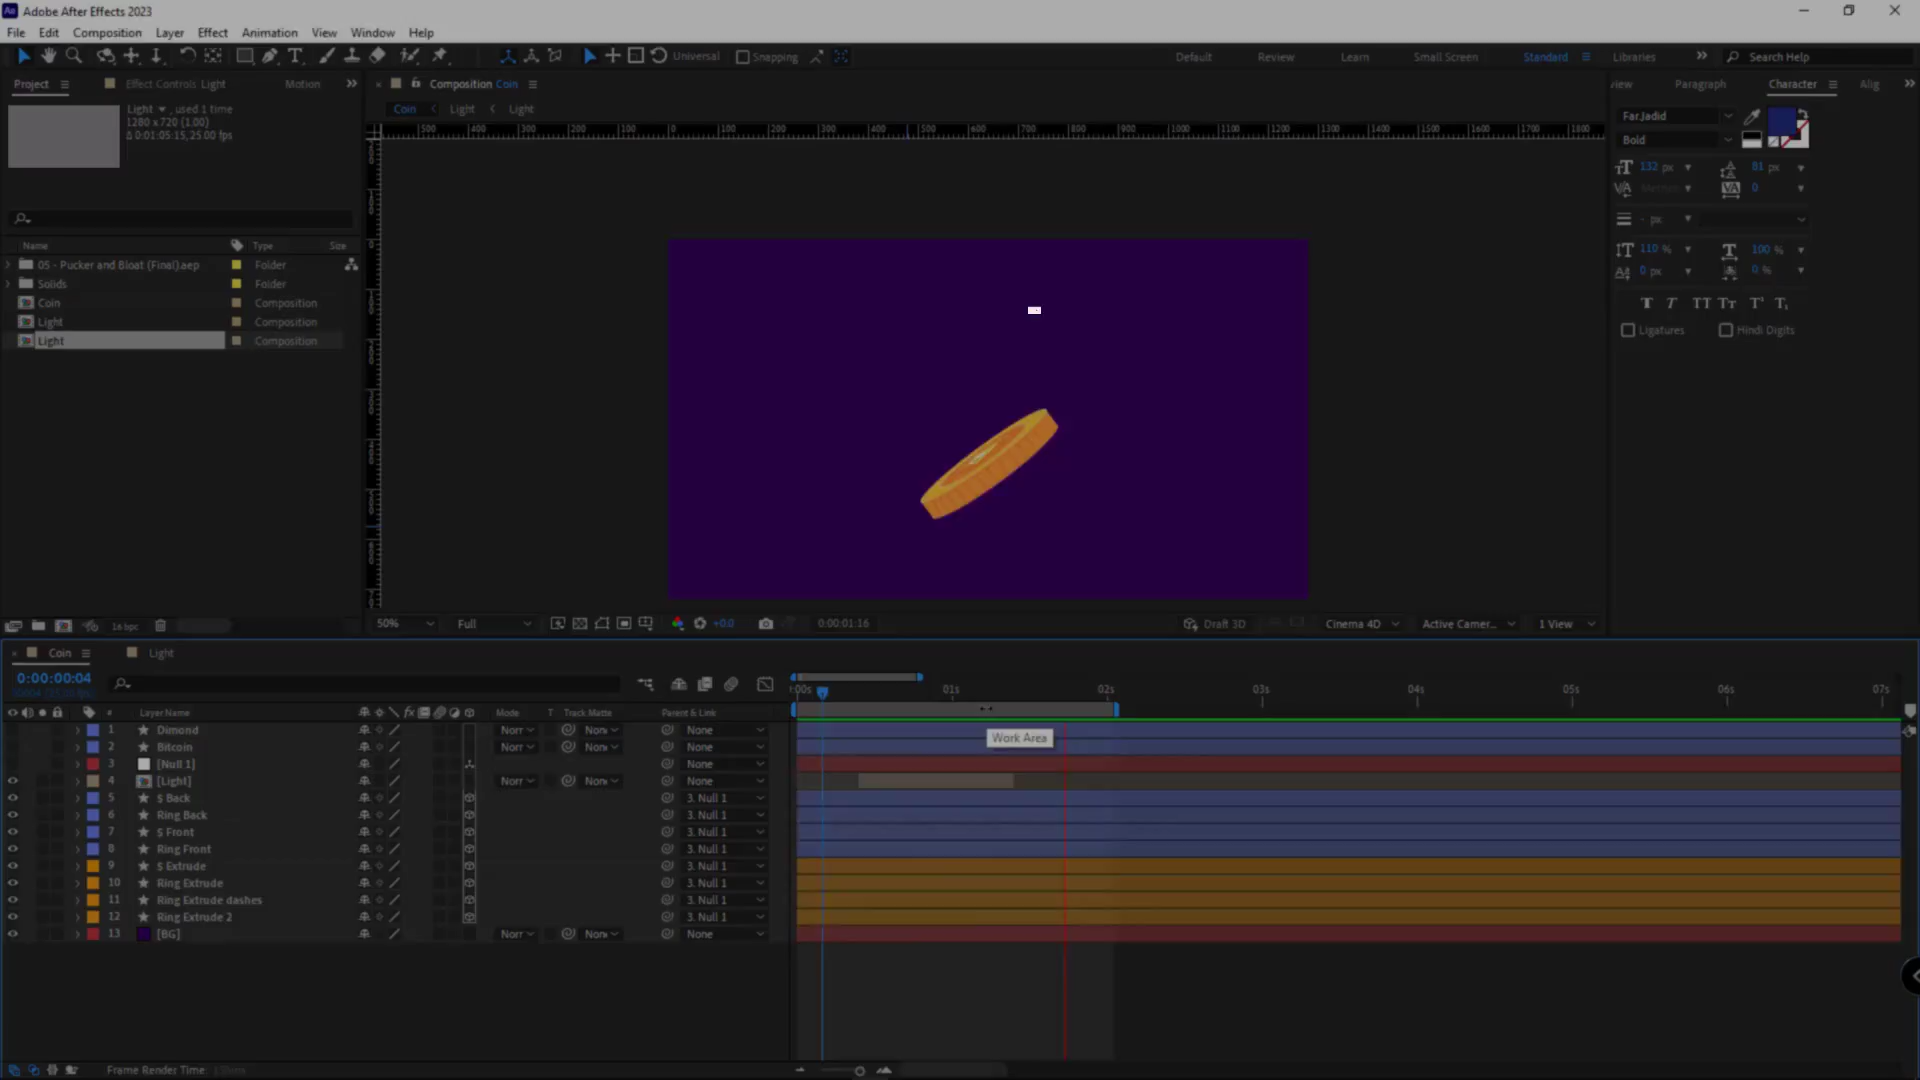 Adobe After Effects 2023
File Edit Composition Layer Effect Animation View Window Help
Universal Snapping Default Review Learn Small Screen Standard Libraries Search Help
Project Effect Controls Light Motion Composition Coin Paragraph Character Alig
Coin Light Light
Light , used 1 time
1280 x 720 (1.00)
Δ 0:01:05:15, 25.00 fps
500 400 300 200 100 0 100 200 300 400 500 600 700 800 900 1000 1100 1200 1300 1400 1500 1600 1700 1800
Far.Jadid
Bold
132 px 81 px
0
- px
110 % 100 %
0 px 0 %
Ligatures Hindi Digits
Name Type Size
05 - Pucker and Bloat (Final).aep Folder
Solids Folder
Coin Composition
Light Composition
Light Composition
16 bpc
50% Full +0.0 0:00:01:16 Draft 3D Cinema 4D Active Camer... 1 View
Coin Light
0:00:00:04
:00s 01s 02s 03s 04s 05s 06s 07s
# Layer Name fx Mode T Track Matte Parent & Link
1 Dimond Norr Non None
2 Bitcoin Norr Non None
3 [Null 1] None
4 [Light] Norr Non None
5 $ Back 3. Null 1
6 Ring Back 3. Null 1
7 $ Front 3. Null 1
8 Ring Front 3. Null 1
9 $ Extrude 3. Null 1
10 Ring Extrude 3. Null 1
11 Ring Extrude dashes 3. Null 1
12 Ring Extrude 2 3. Null 1
13 [BG] Norr Non None
Work Area
Frame Render Time: